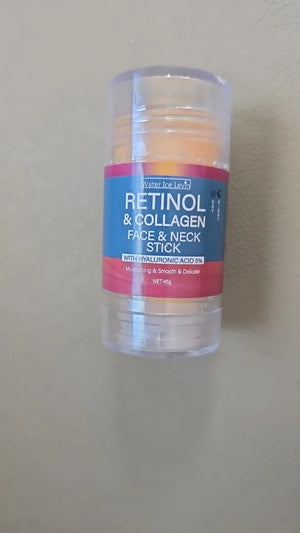 Water Ice Levin
RETINOL
& COLLAGEN
FACE & NECK
STICK
WITH HYALURONIC ACID 5%
Moisturizing & Smooth & Delicate
NET:45g